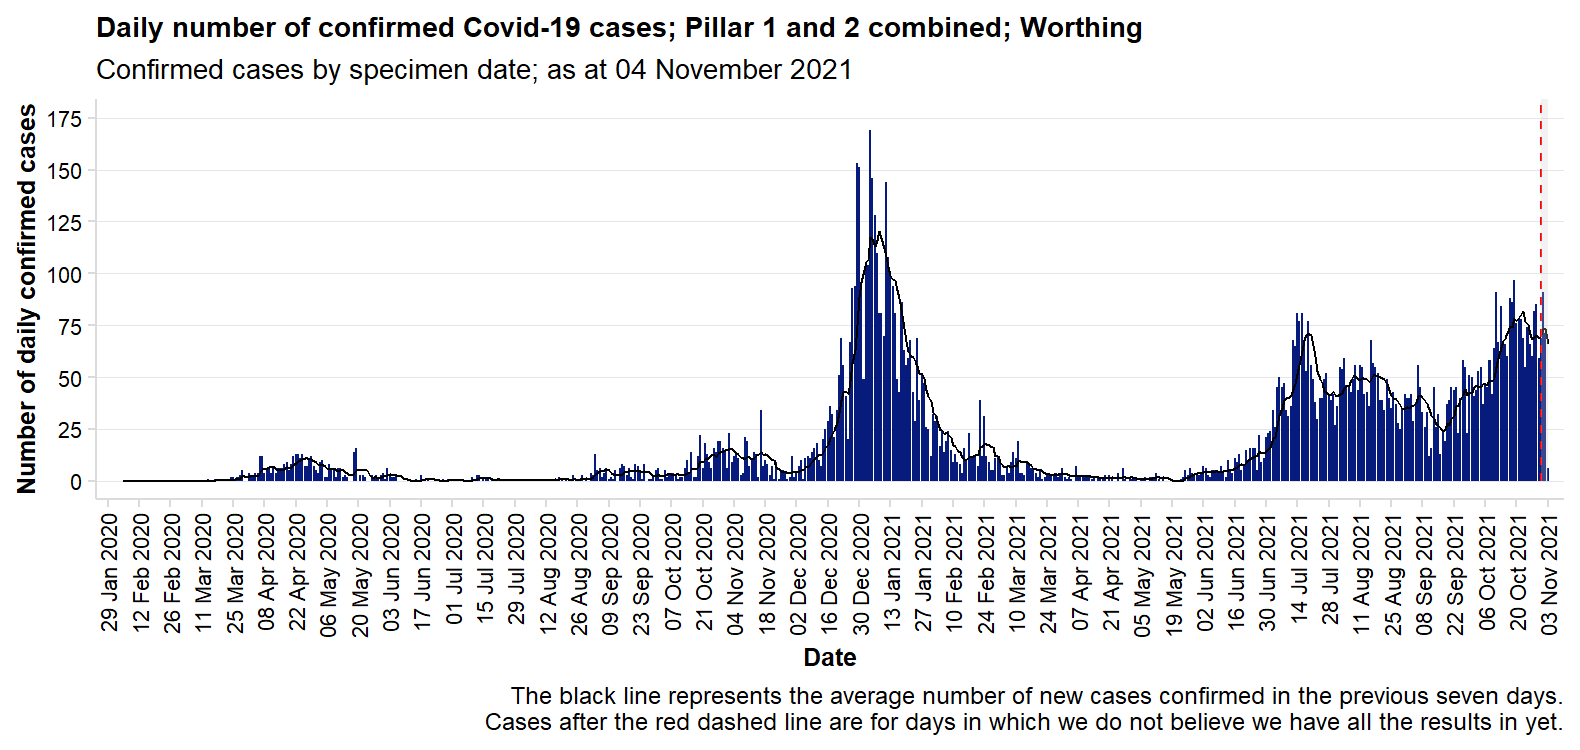 Daily number of confirmed Covid-19 cases; Pillar 1 and 2 combined; Worthing
Confirmed cases by specimen date; as at 04 November 2021
Number of daily confirmed cases
175
150
125
100
75
50
25
0
29 Jan 2020
12 Feb 2020
26 Feb 2020
11 Mar 2020
25 Mar 2020
08 Apr 2020
22 Apr 2020
06 May 2020
20 May 2020
03 Jun 2020
17 Jun 2020
01 Jul 2020
15 Jul 2020
29 Jul 2020
12 Aug 2020
26 Aug 2020
09 Sep 2020
23 Sep 2020
07 Oct 2020
21 Oct 2020
04 Nov 2020
18 Nov 2020
02 Dec 2020
16 Dec 2020
30 Dec 2020
13 Jan 2021
27 Jan 2021
10 Feb 2021
24 Feb 2021
10 Mar 2021
24 Mar 2021
07 Apr 2021
21 Apr 2021
05 May 2021
19 May 2021
02 Jun 2021
16 Jun 2021
30 Jun 2021
14 Jul 2021
28 Jul 2021
11 Aug 2021
25 Aug 2021
08 Sep 2021
22 Sep 2021
06 Oct 2021
20 Oct 2021
03 Nov 2021
Date
The black line represents the average number of new cases confirmed in the previous seven days.
Cases after the red dashed line are for days in which we do not believe we have all the results in yet.